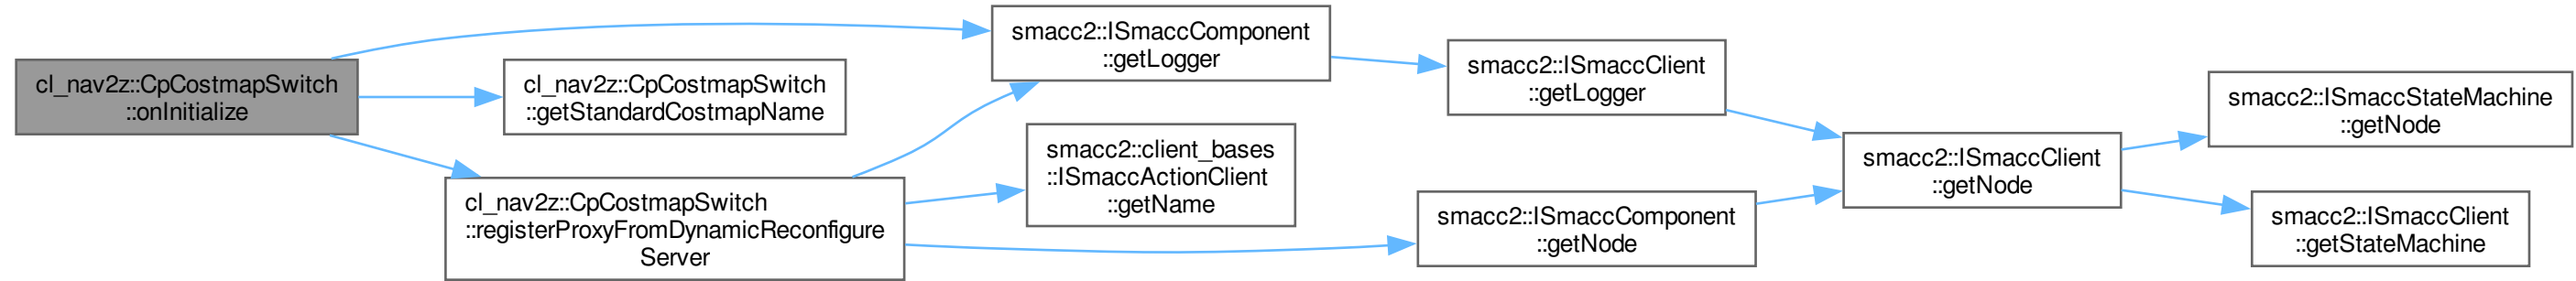 cl_nav2z::CpCostmapSwitch
::onInitialize
cl_nav2z::CpCostmapSwitch
::getStandardCostmapName
cl_nav2z::CpCostmapSwitch
::registerProxyFromDynamicReconfigure
Server
smacc2::ISmaccComponent
::getLogger
smacc2::client_bases
::ISmaccActionClient
::getName
smacc2::ISmaccClient
::getLogger
smacc2::ISmaccComponent
::getNode
smacc2::ISmaccClient
::getNode
smacc2::ISmaccStateMachine
::getNode
smacc2::ISmaccClient
::getStateMachine